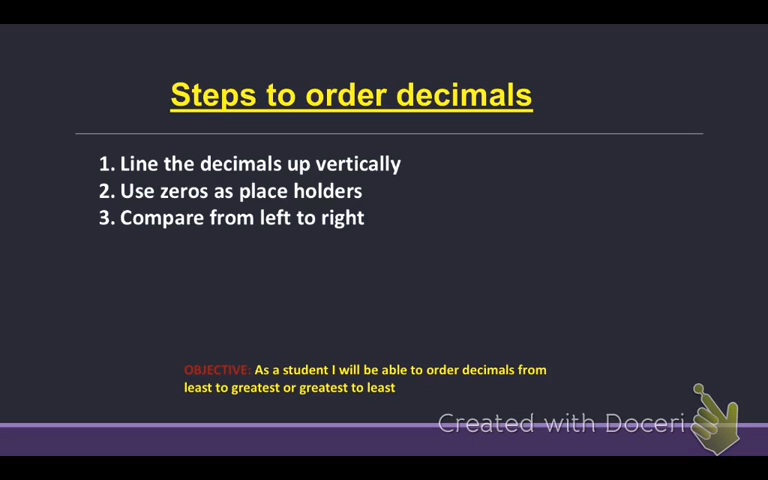 Steps to order decimals
1. Line the decimals up vertically
2. Use zeros as place holders
3. Compare from left to right
OBJECTIVE: As a student I will be able to order decimals from
least to greatest or greatest to least
Created with Doceri